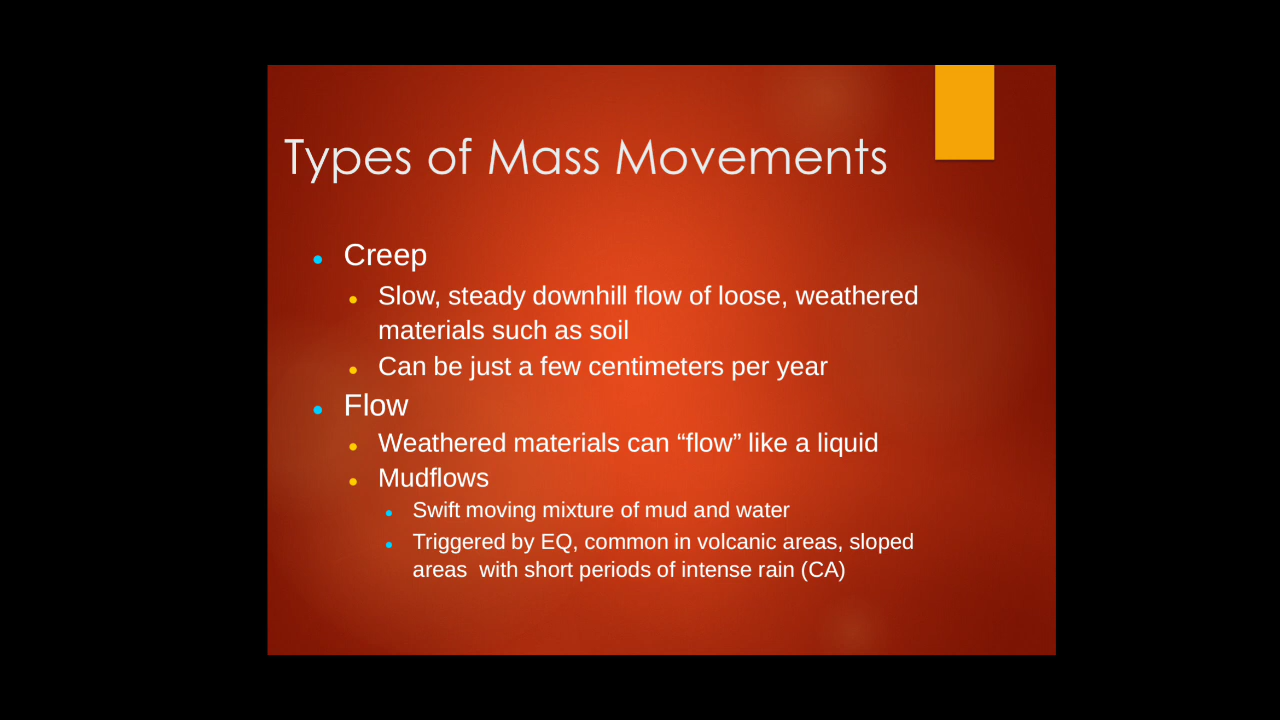 Types of Mass Movements
Creep
Slow, steady downhill flow of loose, weathered
materials such as soil
Can be just a few centimeters per year
Flow
Weathered materials can “flow” like a liquid
Mudflows
Swift moving mixture of mud and water
Triggered by EQ, common in volcanic areas, sloped
areas  with short periods of intense rain (CA)